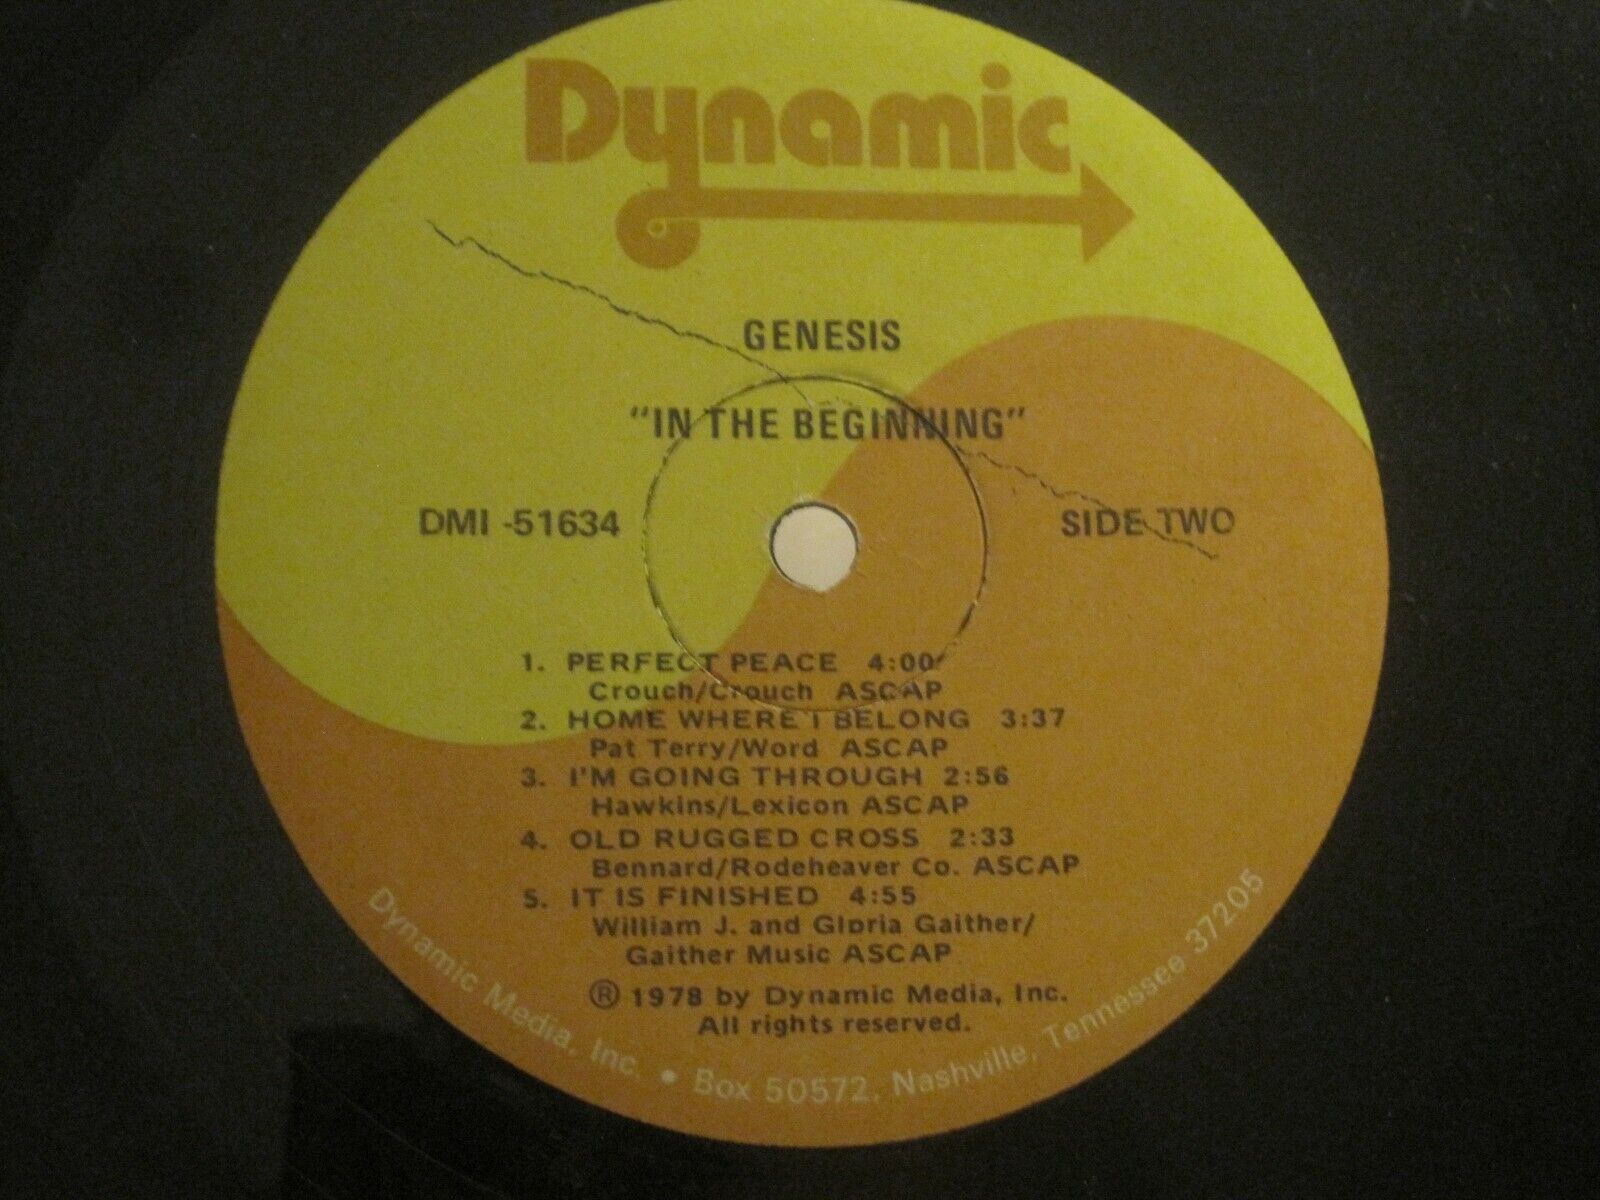 Dynamic
GENESIS
"IN THE BEGINNING"
DMI -51634
SIDE TWO
1. PERFECT PEACE 4:00
Crouch/Crouch ASCAP
2. HOME WHERE I BELONG 3:37
Pat Terry/Word ASCAP
3. I'M GOING THROUGH 2:56
Hawkins/Lexicon ASCAP
4. OLD RUGGED CROSS 2:33
Bennard/Rodeheaver Co. ASCAP
5. IT IS FINISHED 4:55
William J. and Gloria Gaither/
Gaither Music ASCAP
® 1978 by Dynamic Media, Inc.
All rights reserved.
Dynamic Media, Inc. • Box 50572, Nashville, Tennessee 37205